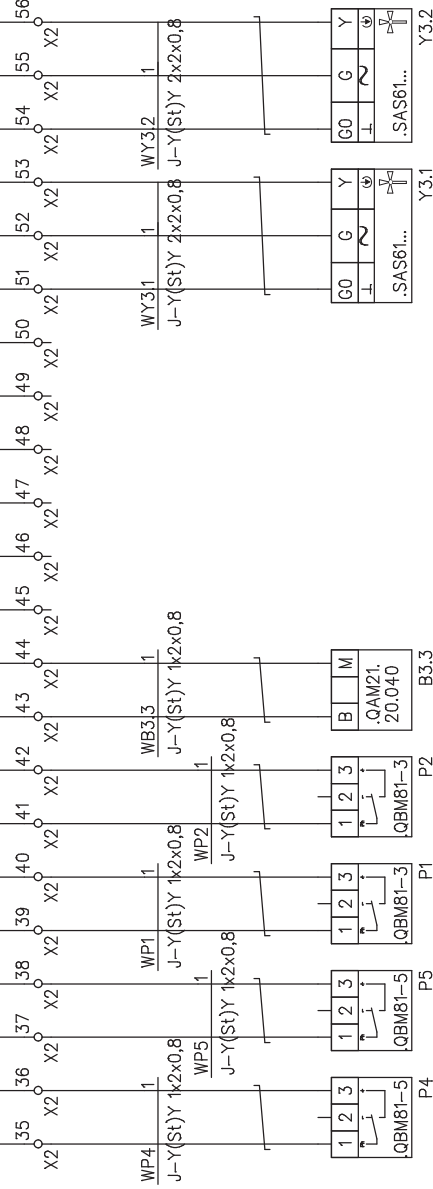 35 36 37 38 39 40 41 42 43 44 45 46 47 48 49 50 51 52 53 54 55 56
X2 X2 X2 X2 X2 X2 X2 X2 X2 X2 X2 X2 X2 X2 X2 X2 X2 X2 X2 X2 X2 X2
WP4 1
J-Y(St)Y 1x2x0,8
WP5 1
J-Y(St)Y 1x2x0,8
WP1 1
J-Y(St)Y 1x2x0,8
WP2 1
J-Y(St)Y 1x2x0,8
WB3.3 1
J-Y(St)Y 1x2x0,8
WY3.1 1
J-Y(St)Y 2x2x0,8
WY3.2 1
J-Y(St)Y 2x2x0,8
1 2 3
.QBM81-5
P4
1 2 3
.QBM81-5
P5
1 2 3
.QBM81-3
P1
1 2 3
.QBM81-3
P2
B M
.QAM21.
20.040
B3.3
G0 G Y
.SAS61...
Y3.1
G0 G Y
.SAS61...
Y3.2